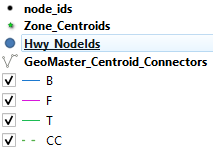 node_ids
Zone_Centroids
Hwy_NodeIds
GeoMaster_Centroid_Connectors
B
F
T
CC